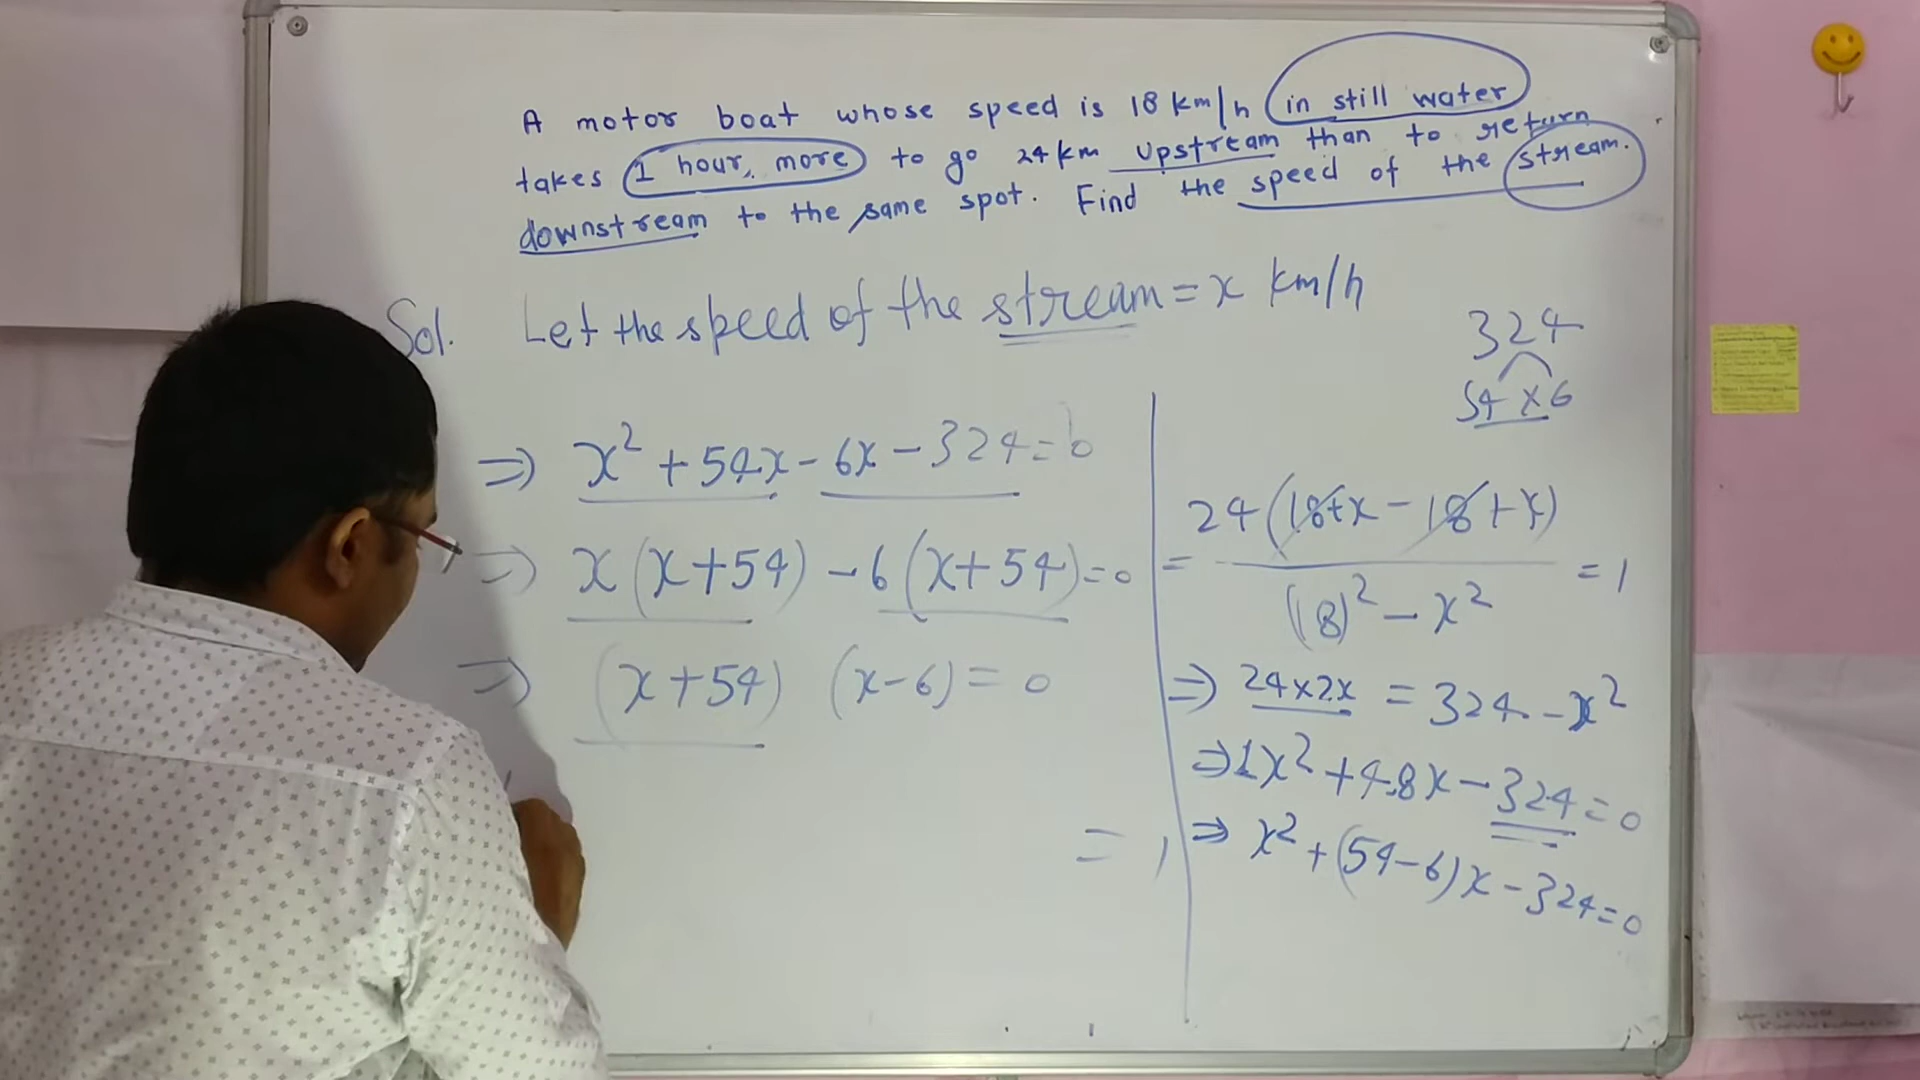 A motor boat whose speed is 18 km/h in still water
takes 1 hour, more to go 24 km upstream than to return
downstream to the same spot. Find the speed of the stream.
Sol. Let the speed of the stream = x km/h
324
54 × 6
⇒ x² + 54x - 6x - 324 = 0
⇒ x(x+54) - 6(x+54) = 0
⇒ (x+54) (x-6) = 0
= 1
= 24(18+x - 18+x) / (18)² - x² = 1
⇒ 24×2x = 324 - x²
⇒ 1x² + 48x - 324 = 0
⇒ x² + (54-6)x - 324 = 0